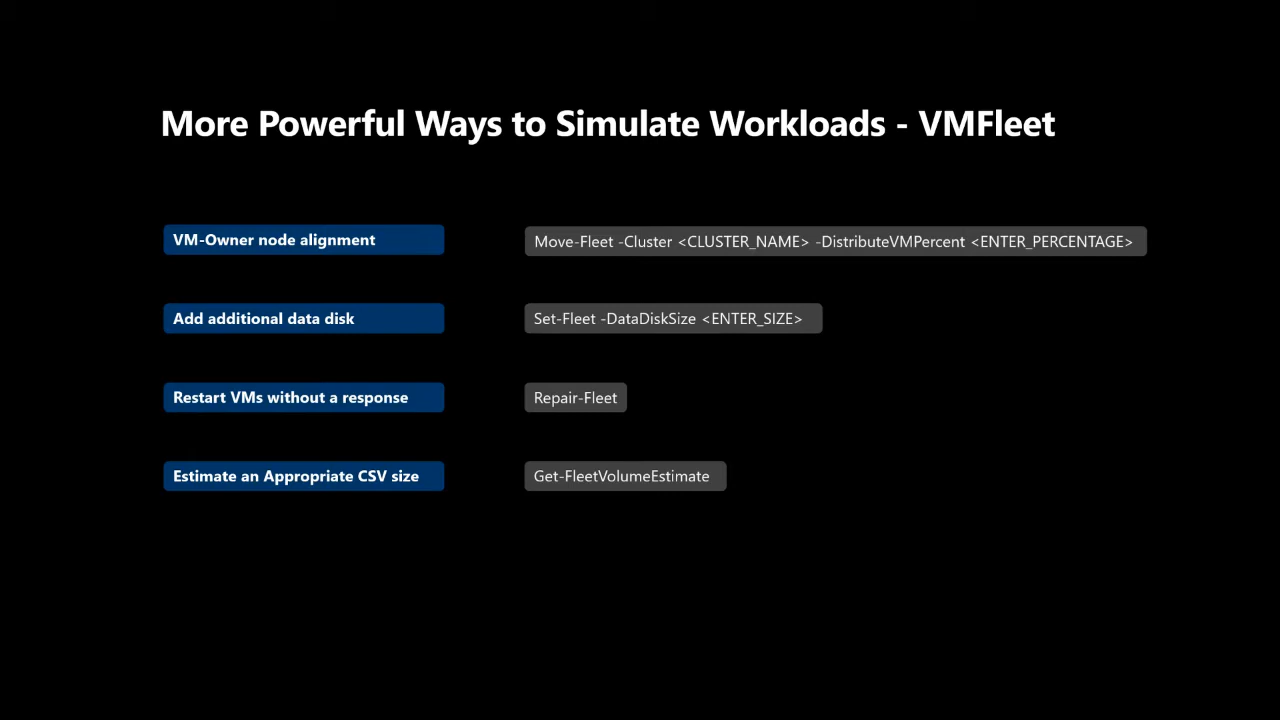 More Powerful Ways to Simulate Workloads - VMFleet
VM-Owner node alignment
Move-Fleet -Cluster <CLUSTER_NAME> -DistributeVMPercent <ENTER_PERCENTAGE>
Add additional data disk
Set-Fleet -DataDiskSize <ENTER_SIZE>
Restart VMs without a response
Repair-Fleet
Estimate an Appropriate CSV size
Get-FleetVolumeEstimate